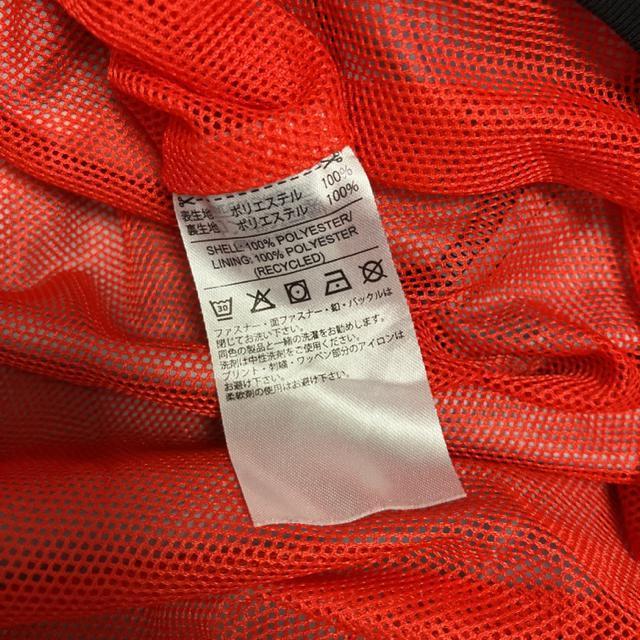 表生地 ポリエステル 100%
裏生地 ポリエステル 100%
SHELL: 100% POLYESTER/
LINING: 100% POLYESTER
(RECYCLED)
30
ファスナー・面ファスナー・釦・バックルは
閉じてお洗い下さい。
同色の製品と一緒の洗濯をお勧めします。
洗剤は中性洗剤をご使用ください。
プリント・刺繍・ワッペン部分のアイロンは
お避け下さい。
柔軟剤の使用はお避け下さい。